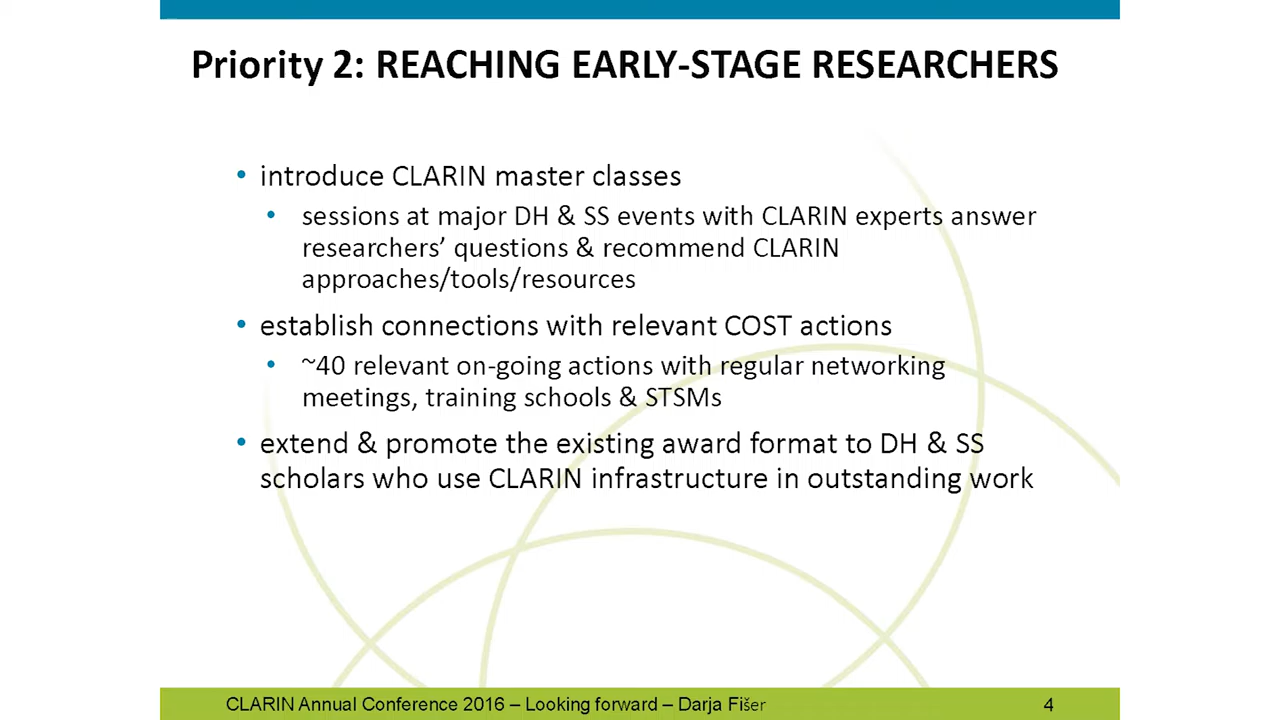 Priority 2: REACHING EARLY-STAGE RESEARCHERS
• introduce CLARIN master classes
• sessions at major DH & SS events with CLARIN experts answer
researchers’ questions & recommend CLARIN
approaches/tools/resources
• establish connections with relevant COST actions
• ~40 relevant on-going actions with regular networking
meetings, training schools & STSMs
• extend & promote the existing award format to DH & SS
scholars who use CLARIN infrastructure in outstanding work
CLARIN Annual Conference 2016 – Looking forward – Darja Fišer
4